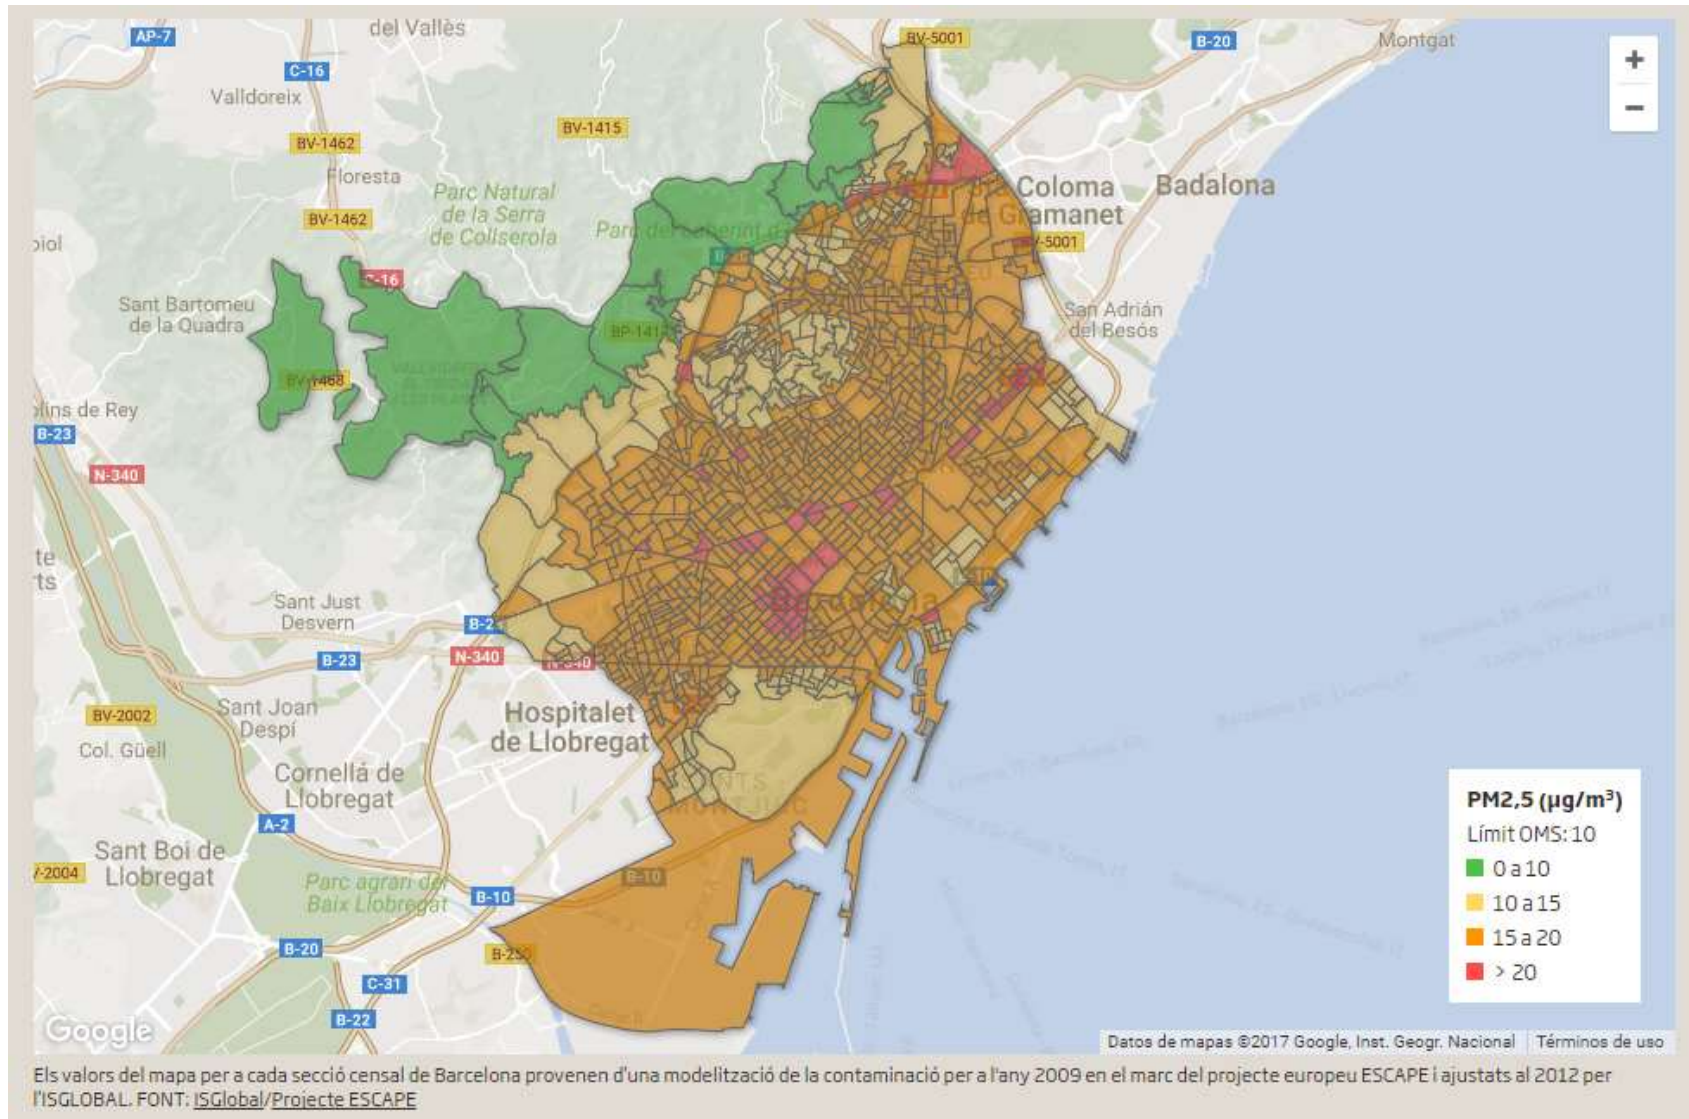 AP-7
del Vallès
BV-5001
B-20
Montgat
C-16
Valldoreix
BV-1415
BV-1462
Floresta
Parc Natural
de la Serra
de Collserola
Coloma
de Gramanet
Badalona
BV-1462
BV-5001
C-16
Sant Bartomeu
de la Quadra
San Adrián
del Besós
BV-1468
B-23
N-340
Sant Just
Desvern
N-340
N-340
B-23
BV-2002
Sant Joan
Despí
Col. Güell
Hospitalet
de Llobregat
Cornellá de
Llobregat
A-2
Sant Boi de
Llobregat
Parc agrari del
Baix Llobregat
B-10
B-10
B-20
B-250
C-31
B-22
+
−
PM2,5 (µg/m³)
Límit OMS: 10
0 a 10
10 a 15
15 a 20
> 20
Google
Datos de mapas ©2017 Google, Inst. Geogr. Nacional
Términos de uso
Els valors del mapa per a cada secció censal de Barcelona provenen d'una modelització de la contaminació per a l'any 2009 en el marc del projecte europeu ESCAPE i ajustats al 2012 per
l'ISGLOBAL. FONT: ISGlobal/Projecte ESCAPE